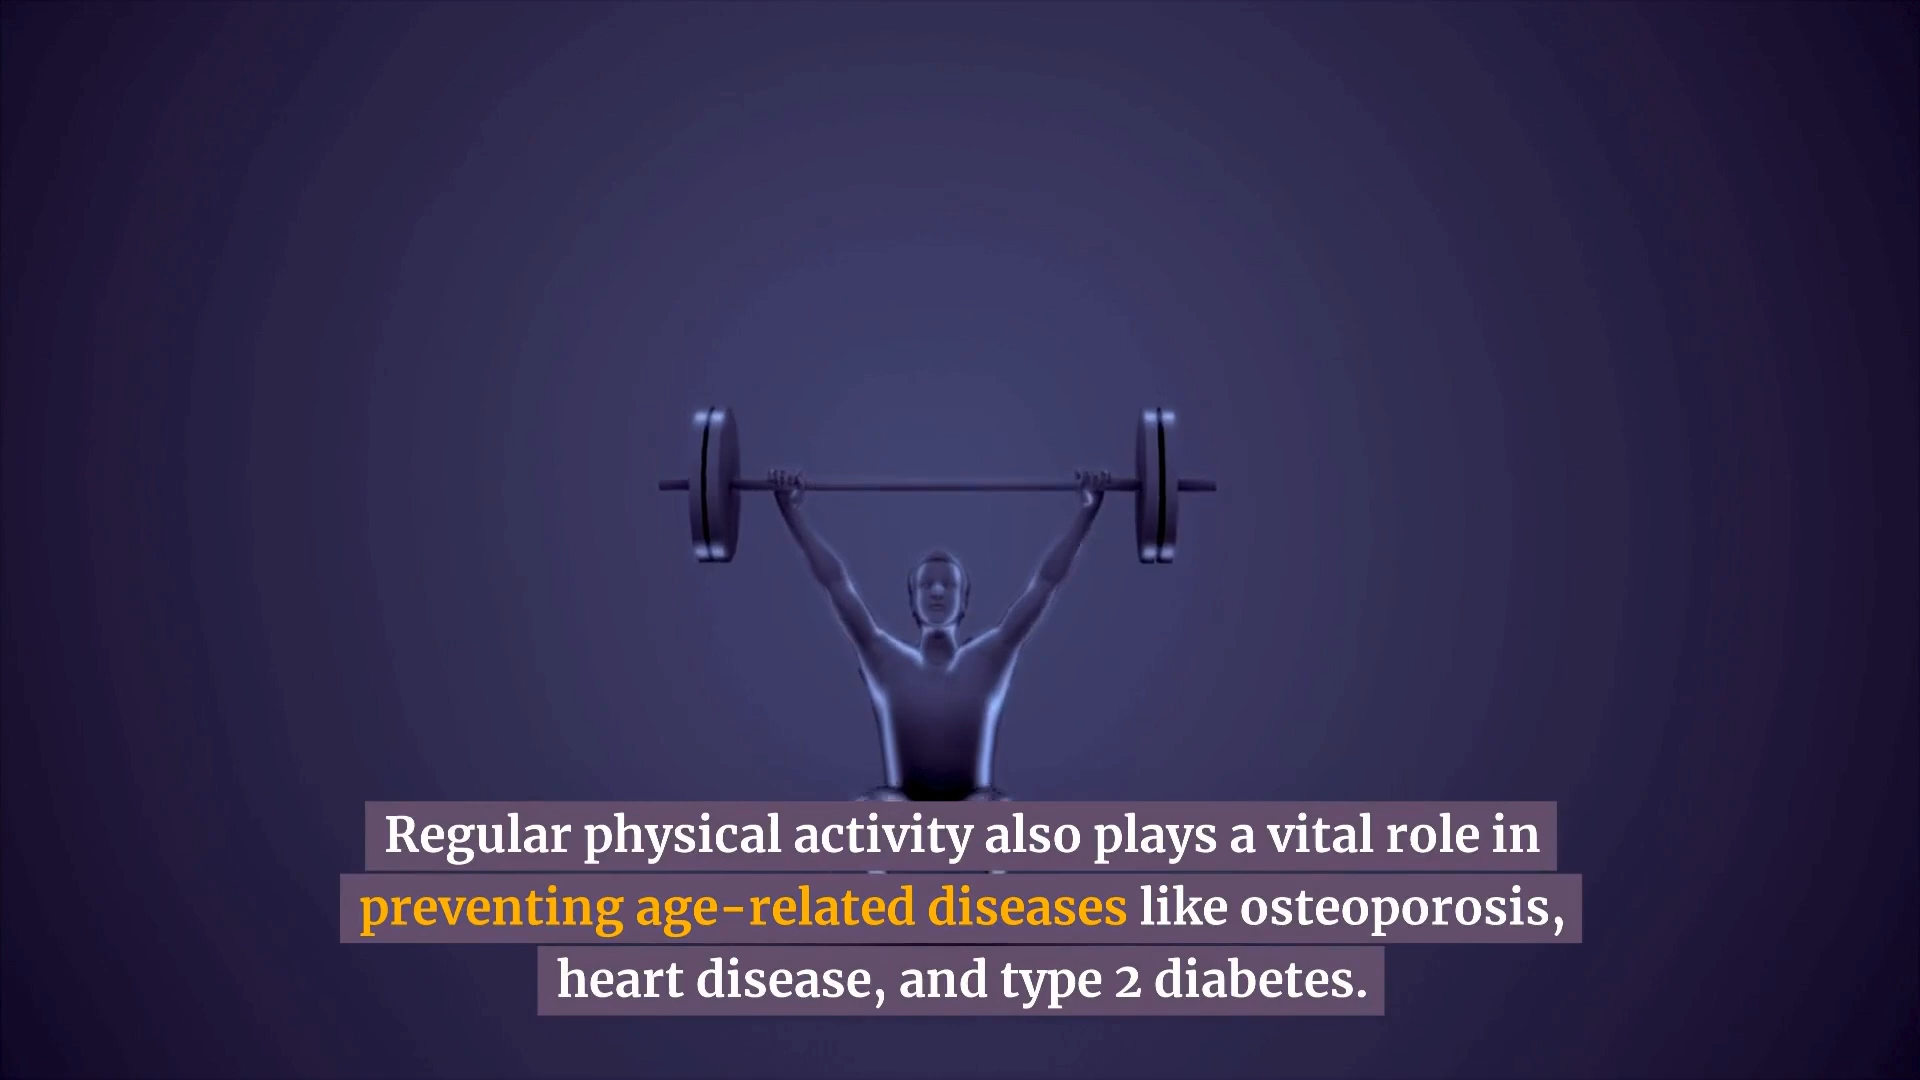 Regular physical activity also plays a vital role in
preventing age-related diseases like osteoporosis,
heart disease, and type 2 diabetes.